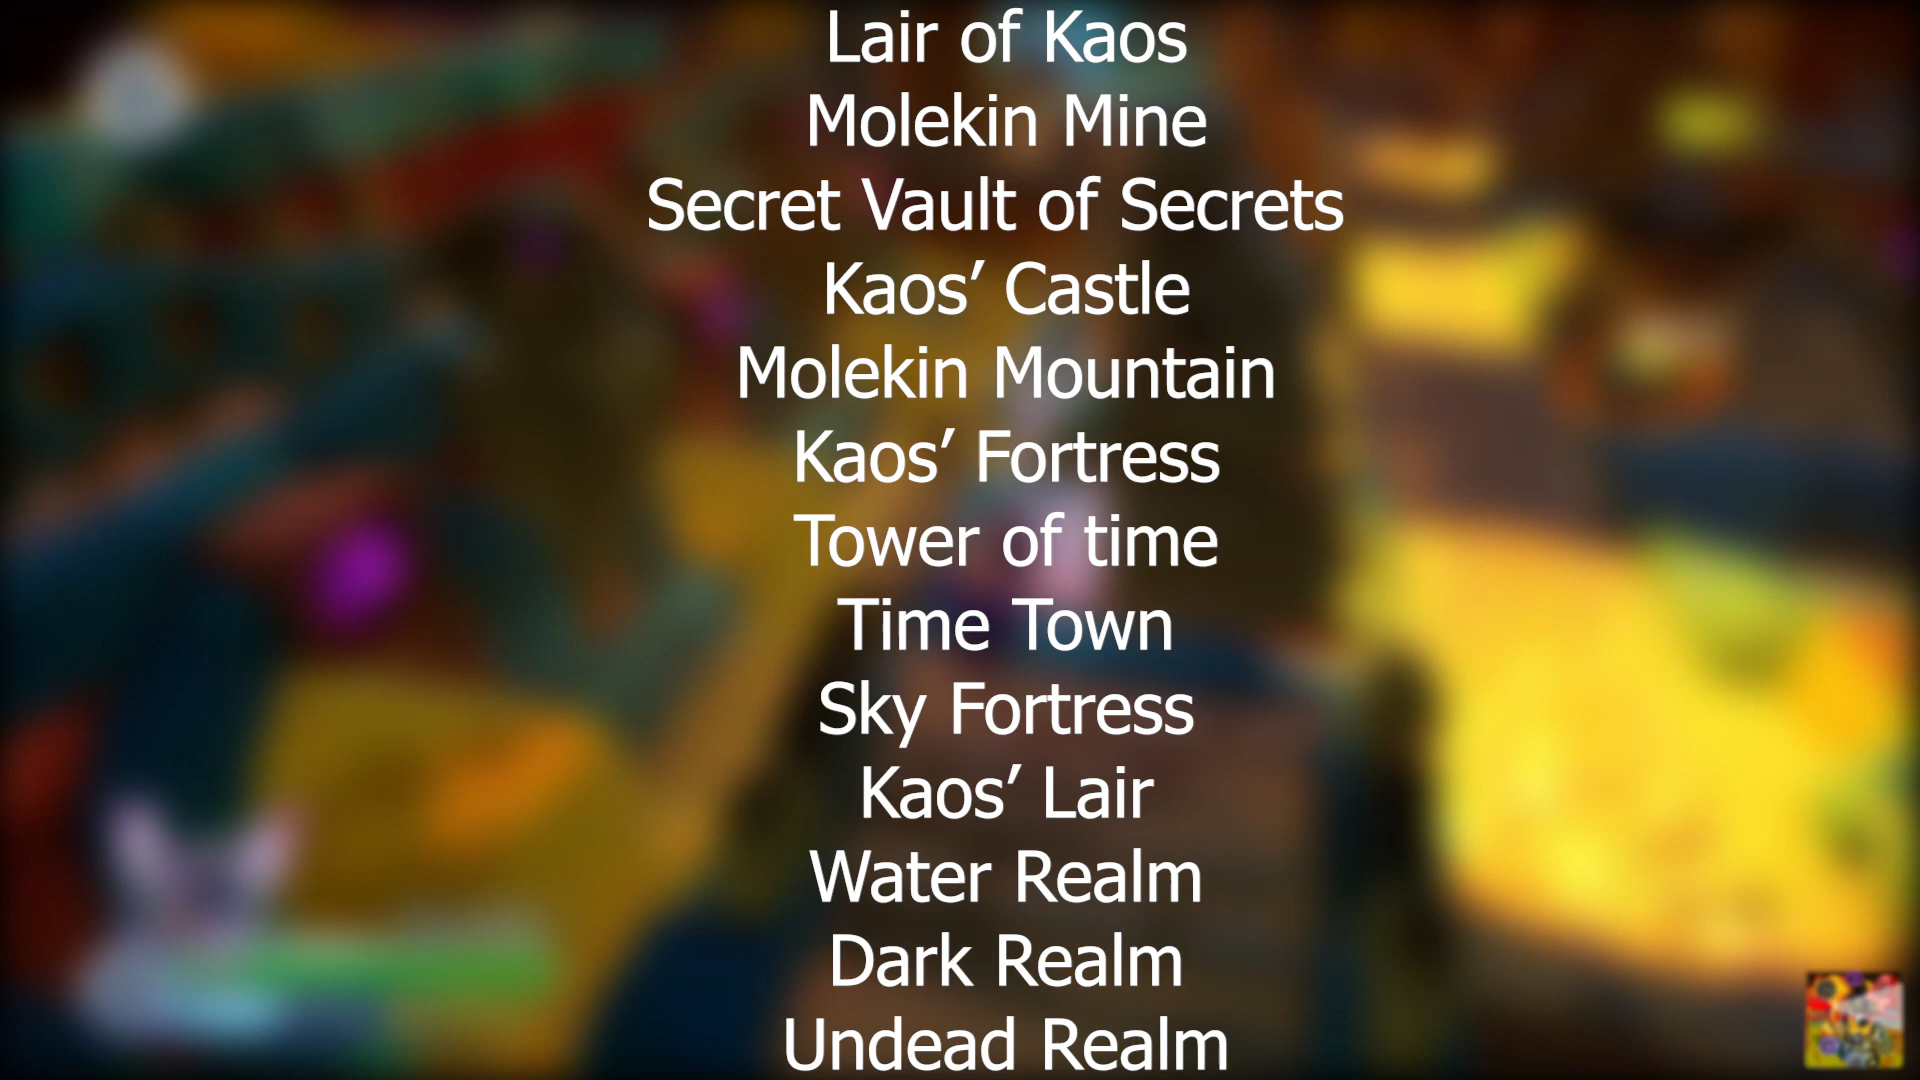 Lair of Kaos
Molekin Mine
Secret Vault of Secrets
Kaos’ Castle
Molekin Mountain
Kaos’ Fortress
Tower of time
Time Town
Sky Fortress
Kaos’ Lair
Water Realm
Dark Realm
Undead Realm